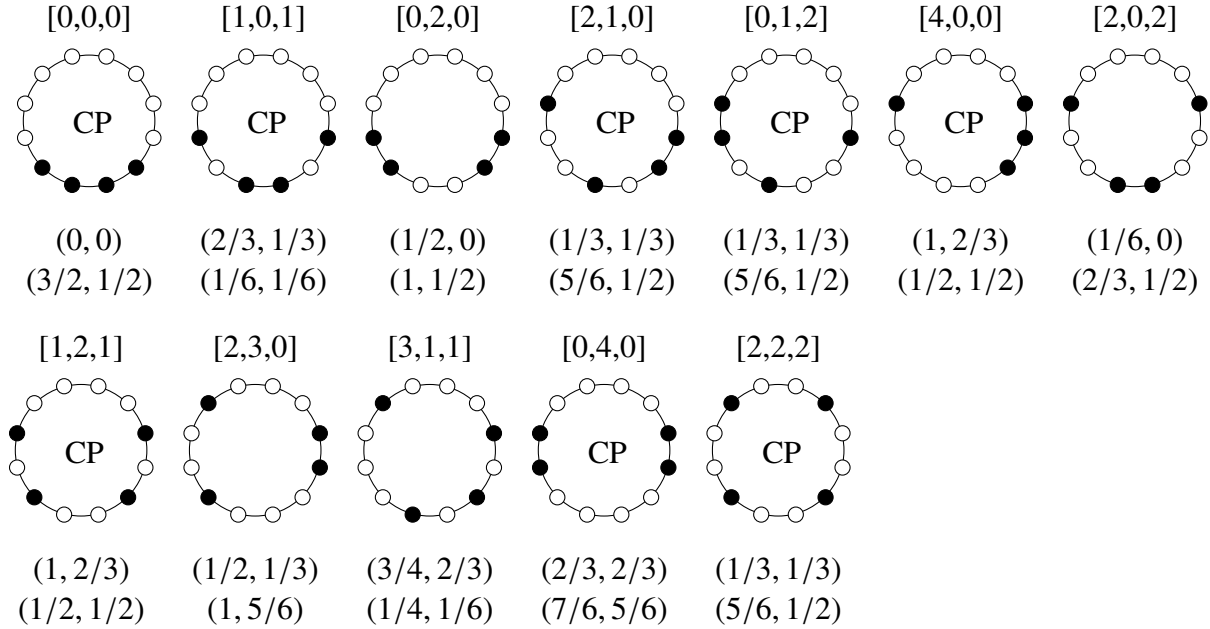 [0,0,0] [1,0,1] [0,2,0] [2,1,0] [0,1,2] [4,0,0] [2,0,2]
CP CP CP CP CP
(0, 0) (2/3, 1/3) (1/2, 0) (1/3, 1/3) (1/3, 1/3) (1, 2/3) (1/6, 0)
(3/2, 1/2) (1/6, 1/6) (1, 1/2) (5/6, 1/2) (5/6, 1/2) (1/2, 1/2) (2/3, 1/2)
[1,2,1] [2,3,0] [3,1,1] [0,4,0] [2,2,2]
CP CP CP
(1, 2/3) (1/2, 1/3) (3/4, 2/3) (2/3, 2/3) (1/3, 1/3)
(1/2, 1/2) (1, 5/6) (1/4, 1/6) (7/6, 5/6) (5/6, 1/2)